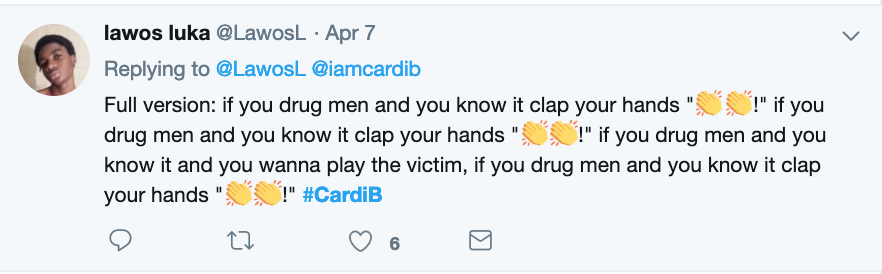 lawos luka @LawosL · Apr 7
Replying to @LawosL @iamcardib
Full version: if you drug men and you know it clap your hands "👏👏!" if you
drug men and you know it clap your hands "👏👏!" if you drug men and you
know it and you wanna play the victim, if you drug men and you know it clap
your hands "👏👏!" #CardiB
6